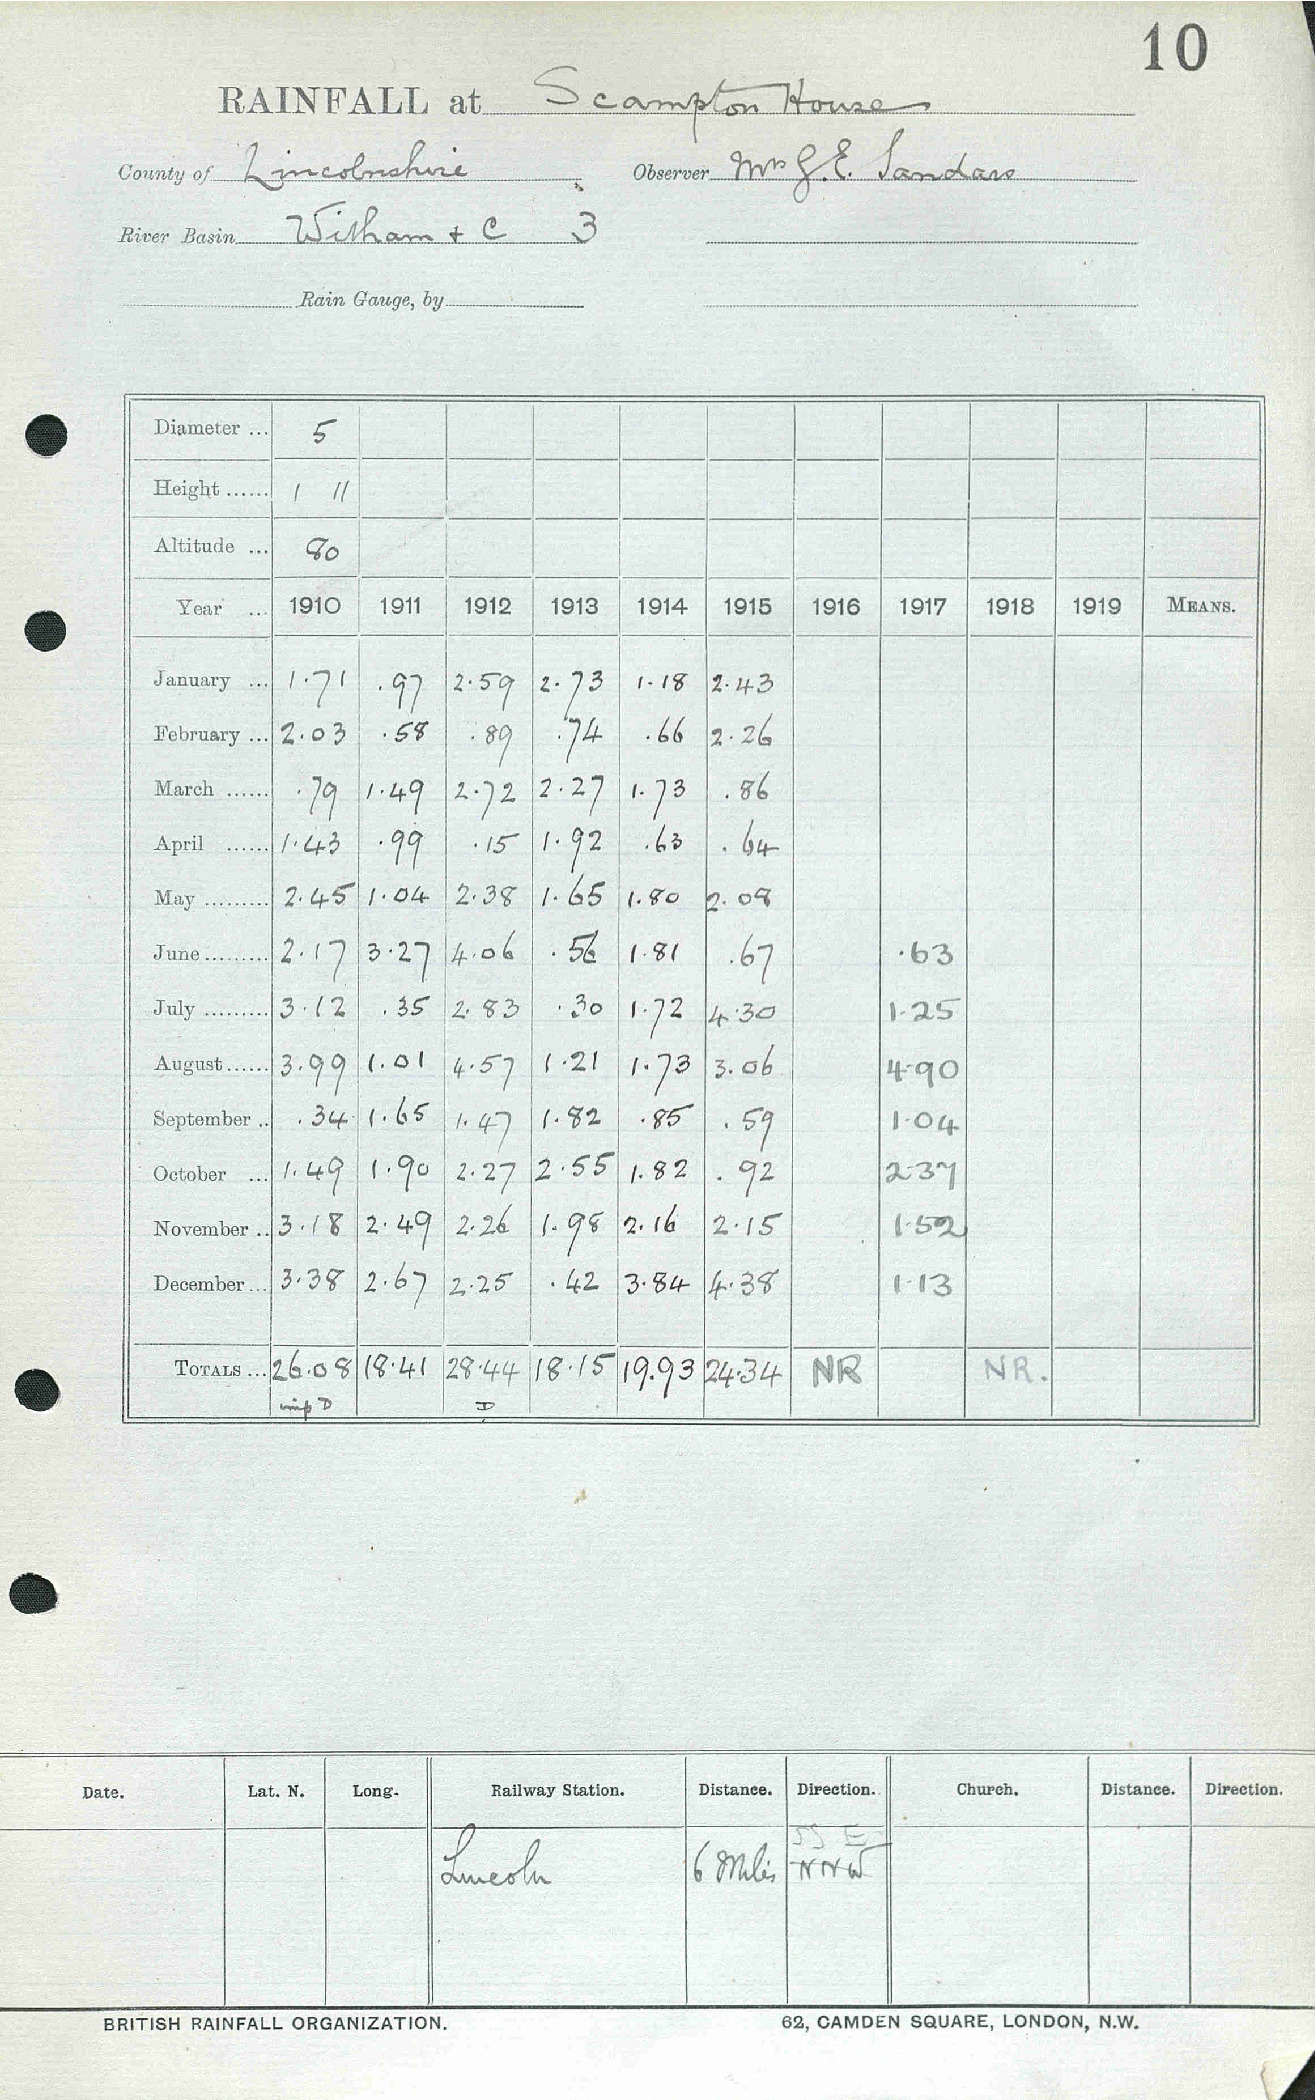 10
RAINFALL at Scampton House
County of Lincolnshire Observer Mrs G.E. Sandars
River Basin Witham & C 3
Rain Gauge, by
Diameter ... 5
Height ...... 1 11
Altitude ... 80
Year ... 1910 1911 1912 1913 1914 1915 1916 1917 1918 1919 MEANS.
January ... 1.71 .97 2.59 2.73 1.18 2.43
February ... 2.03 .58 .89 .74 .66 2.26
March ...... .79 1.49 2.72 2.27 1.73 .86
April ...... 1.43 .99 .15 1.92 .63 .64
May ......... 2.45 1.04 2.38 1.65 1.80 2.08
June ......... 2.17 3.27 4.06 .56 1.81 .67 .63
July ......... 3.12 .35 2.83 .30 1.72 4.30 1.25
August ...... 3.99 1.01 4.57 1.21 1.73 3.06 4.90
September .. .34 1.65 1.47 1.82 .85 .59 1.04
October ... 1.49 1.90 2.27 2.55 1.82 .92 2.37
November .. 3.18 2.49 2.26 1.98 2.16 2.15 1.52
December ... 3.38 2.67 2.25 .42 3.84 4.38 1.13
TOTALS ... 26.08 18.41 28.44 18.15 19.93 24.34 NR NR.
imp D D
Date. Lat. N. Long. Railway Station. Distance. Direction. Church. Distance. Direction.
SSE
Lincoln 6 Miles NNW
BRITISH RAINFALL ORGANIZATION. 62, CAMDEN SQUARE, LONDON, N.W.